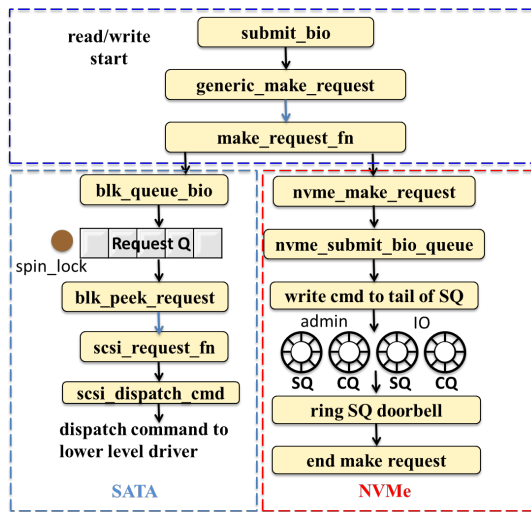 read/write
start
submit_bio
generic_make_request
make_request_fn
blk_queue_bio
Request Q
spin_lock
blk_peek_request
scsi_request_fn
scsi_dispatch_cmd
dispatch command to
lower level driver
SATA
nvme_make_request
nvme_submit_bio_queue
write cmd to tail of SQ
admin IO
SQ CQ SQ CQ
ring SQ doorbell
end make request
NVMe